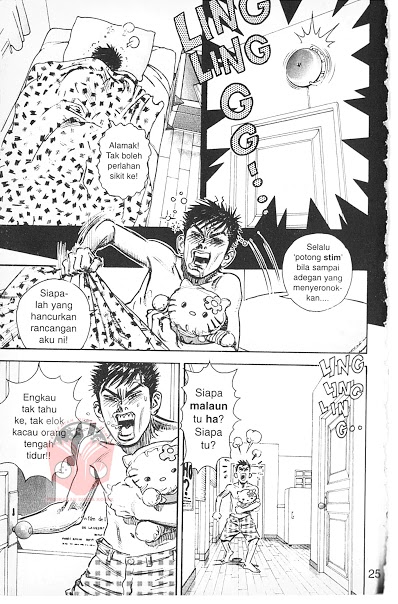 LING
LING
G
G
G!...
Alamak!
Tak boleh
perlahan
sikit ke!
Selalu
'potong stim'
bila sampai
adegan yang
menyeronok-
kan....
Siapa-
lah yang
hancurkan
rancangan
aku ni!
LING
LING
LING
G...
Engkau
tak tahu
ke, tak elok
kacau orang
tengah
tidur!!
Siapa
malaun
tu ha?
Siapa
tu?
25